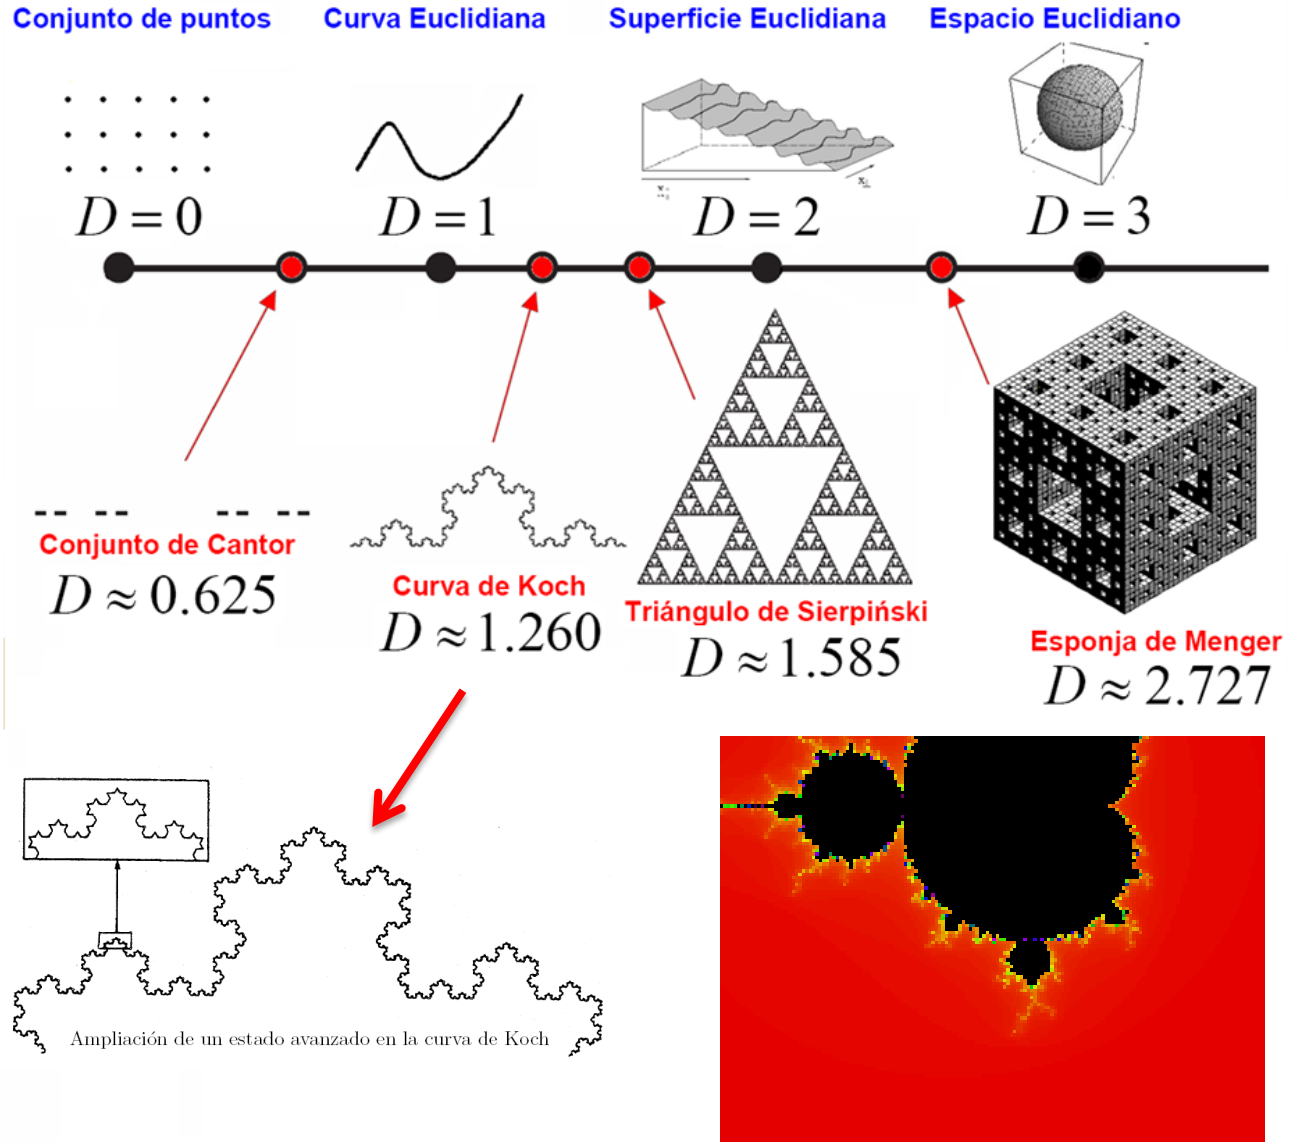 Conjunto de puntos
Curva Euclidiana
Superficie Euclidiana
Espacio Euclidiano
D = 0
D = 1
D = 2
D = 3
Conjunto de Cantor
D ≈ 0.625
Curva de Koch
D ≈ 1.260
Triángulo de Sierpiński
D ≈ 1.585
Esponja de Menger
D ≈ 2.727
Ampliación de un estado avanzado en la curva de Koch